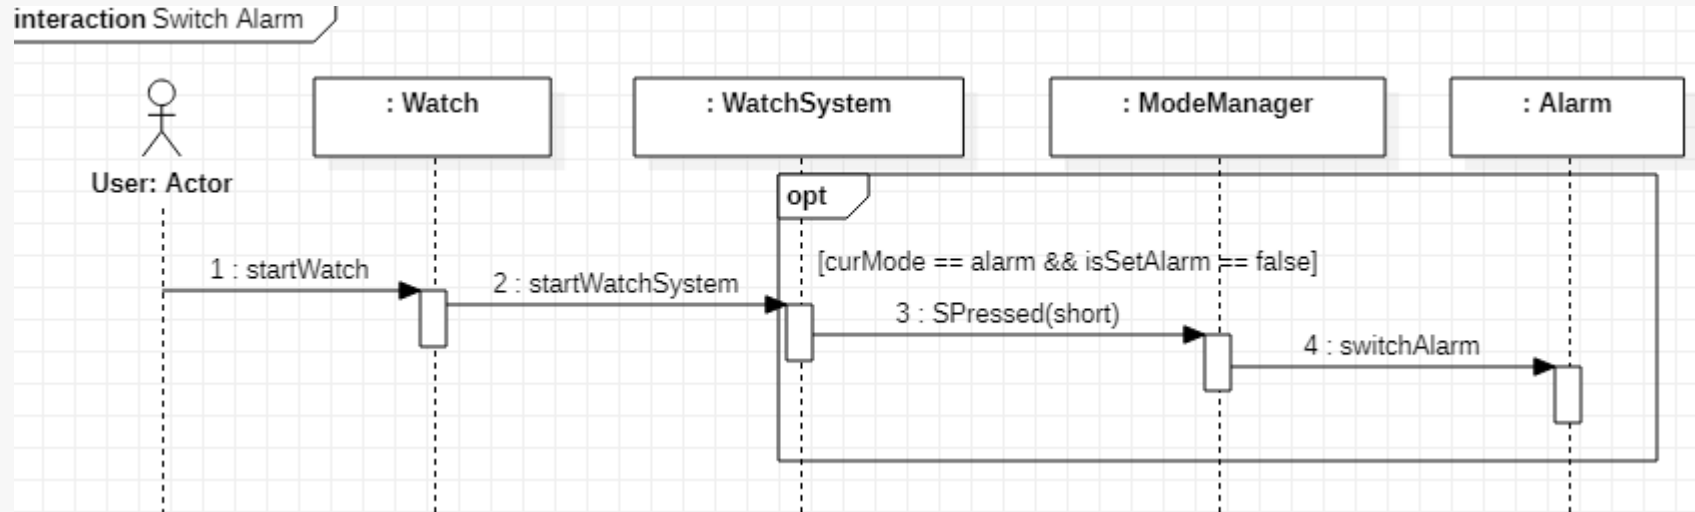 interaction Switch Alarm
: Watch
: WatchSystem
: ModeManager
: Alarm
User: Actor
opt
[curMode == alarm && isSetAlarm == false]
1 : startWatch
2 : startWatchSystem
3 : SPressed(short)
4 : switchAlarm